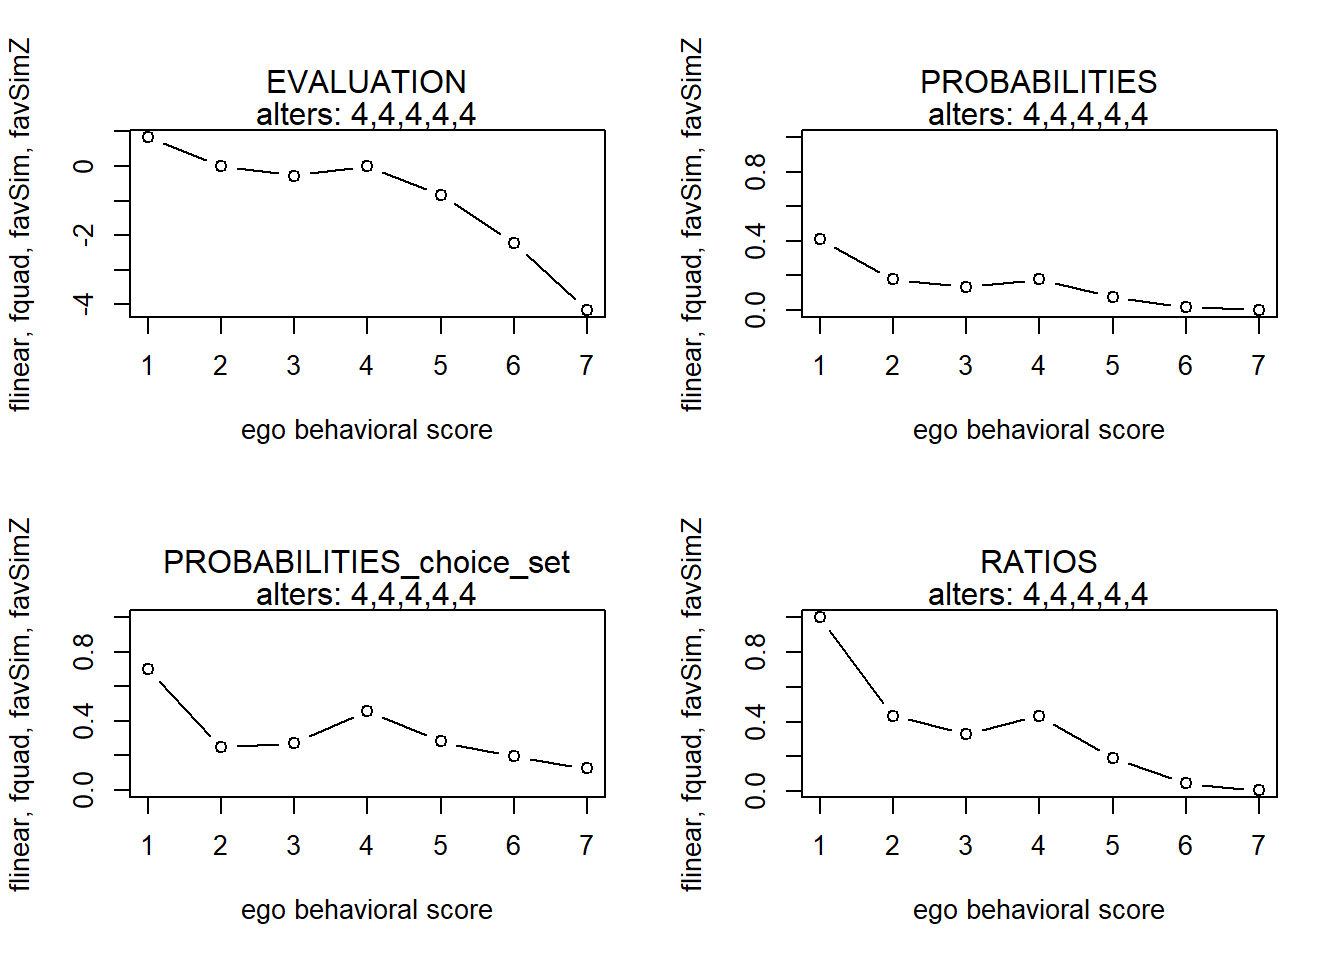 EVALUATION
alters: 4,4,4,4,4
flinear, fquad, favSim, favSimZ
0
-2
-4
1 2 3 4 5 6 7
ego behavioral score
PROBABILITIES
alters: 4,4,4,4,4
flinear, fquad, favSim, favSimZ
0.8
0.4
0.0
1 2 3 4 5 6 7
ego behavioral score
PROBABILITIES_choice_set
alters: 4,4,4,4,4
flinear, fquad, favSim, favSimZ
0.8
0.4
0.0
1 2 3 4 5 6 7
ego behavioral score
RATIOS
alters: 4,4,4,4,4
flinear, fquad, favSim, favSimZ
0.8
0.4
0.0
1 2 3 4 5 6 7
ego behavioral score